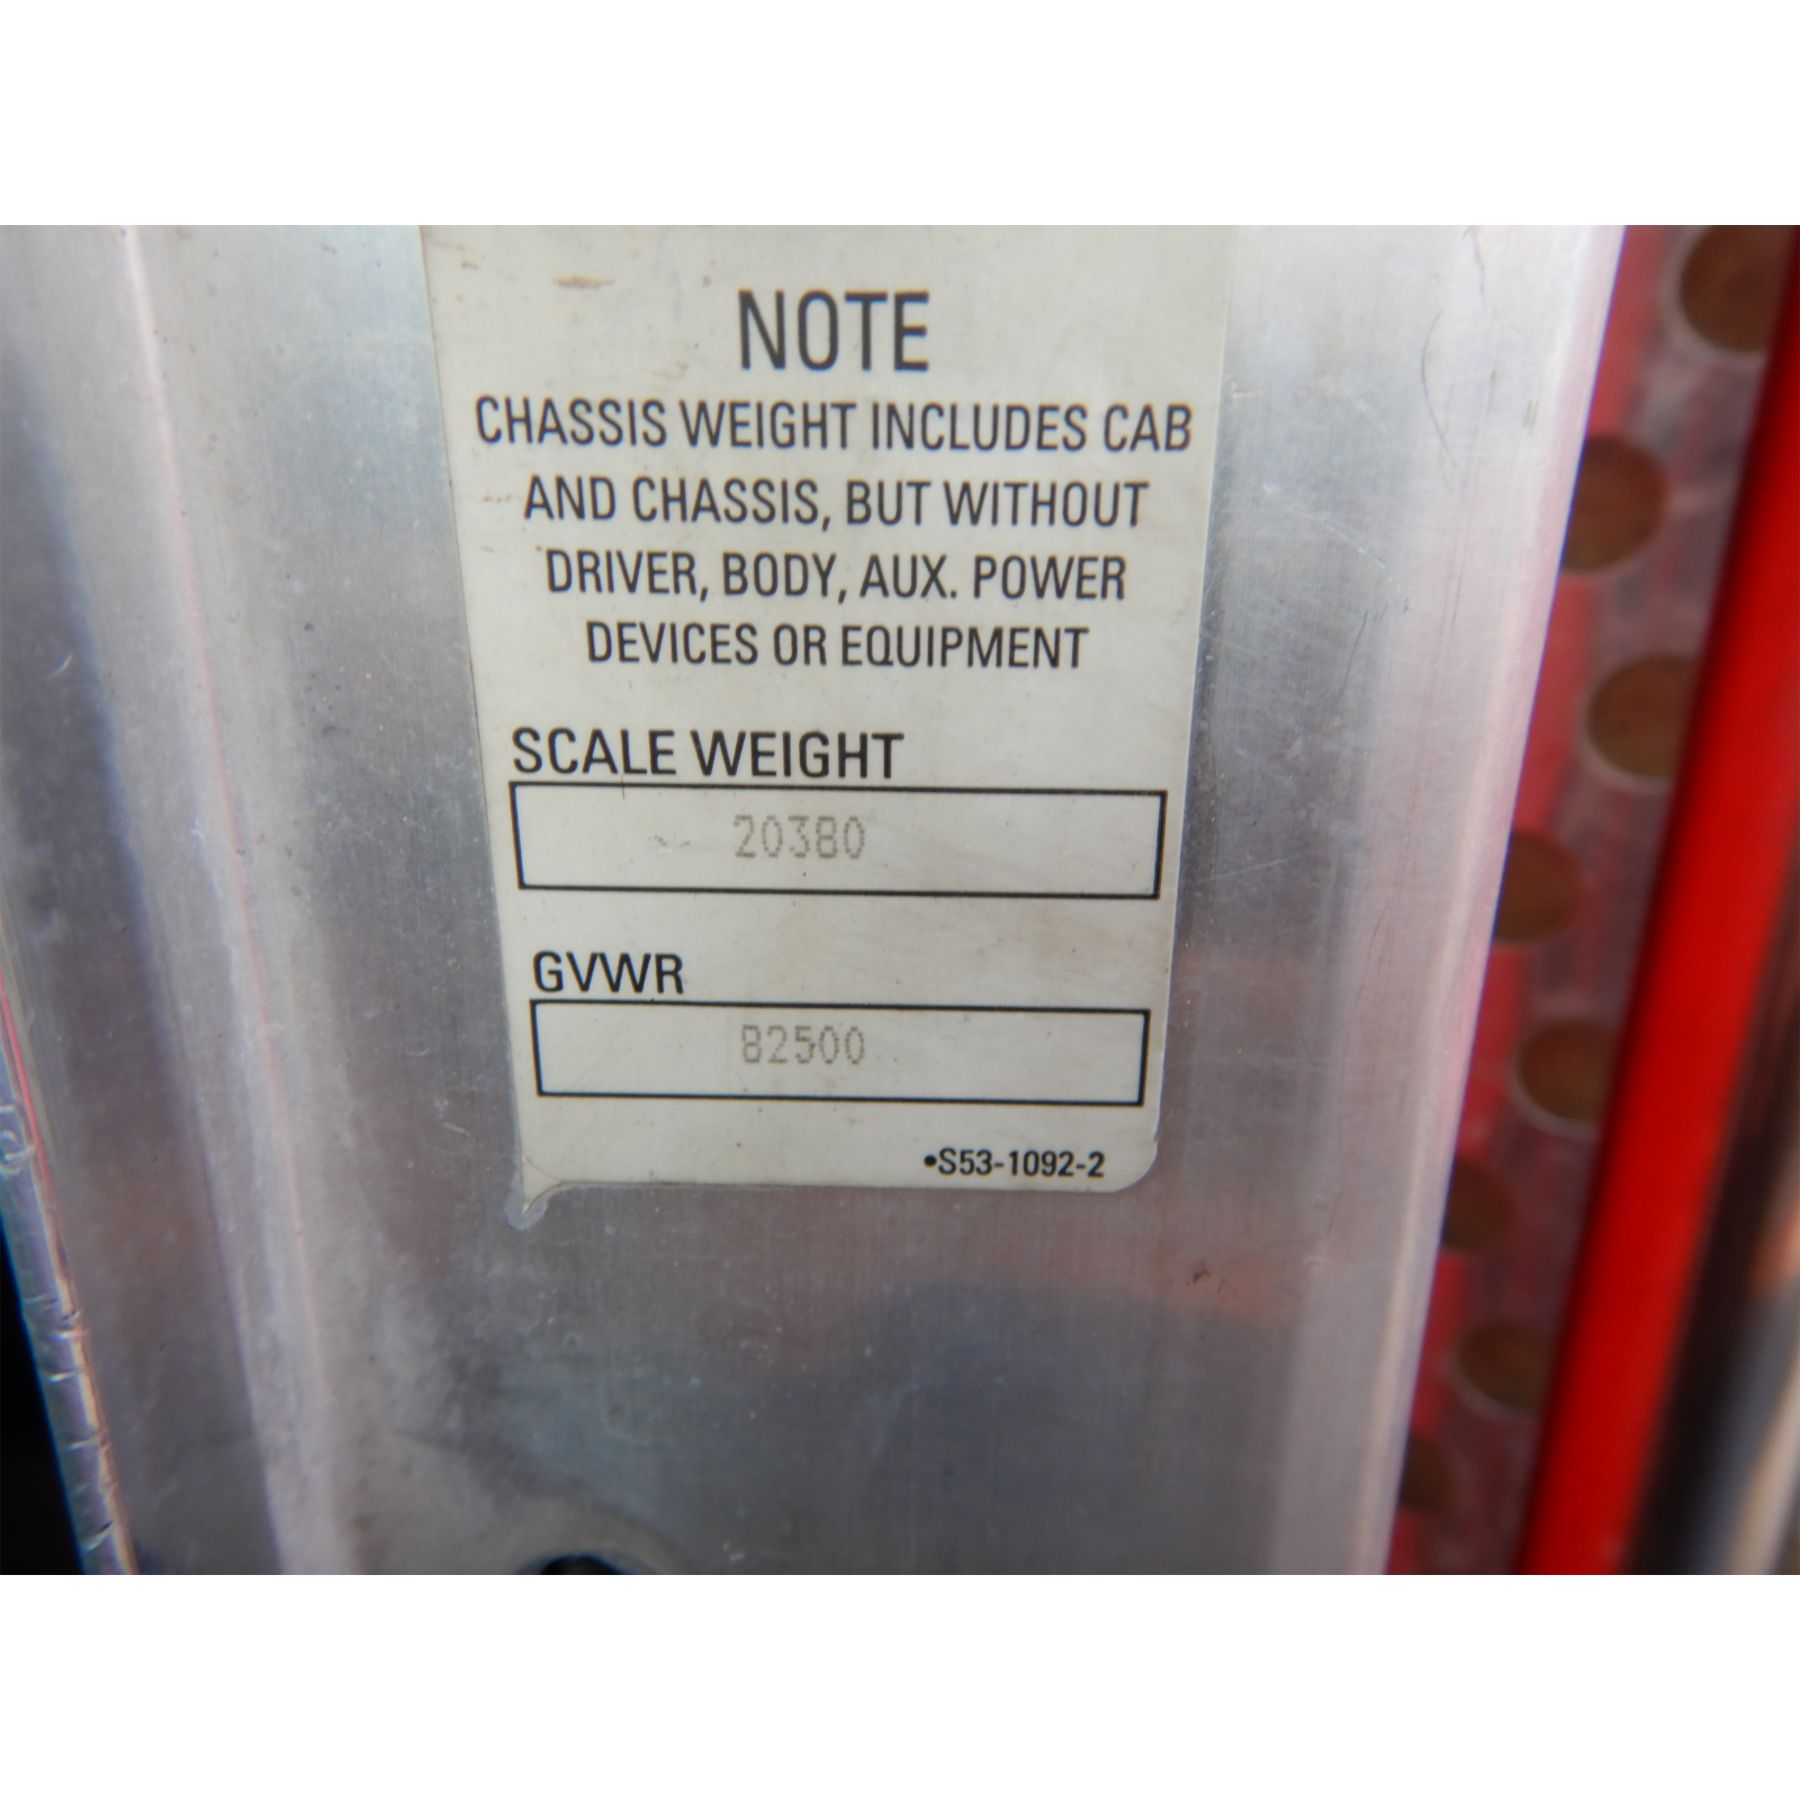 NOTE
CHASSIS WEIGHT INCLUDES CAB
AND CHASSIS, BUT WITHOUT
DRIVER, BODY, AUX. POWER
DEVICES OR EQUIPMENT
SCALE WEIGHT
20380
GVWR
82500
•S53-1092-2